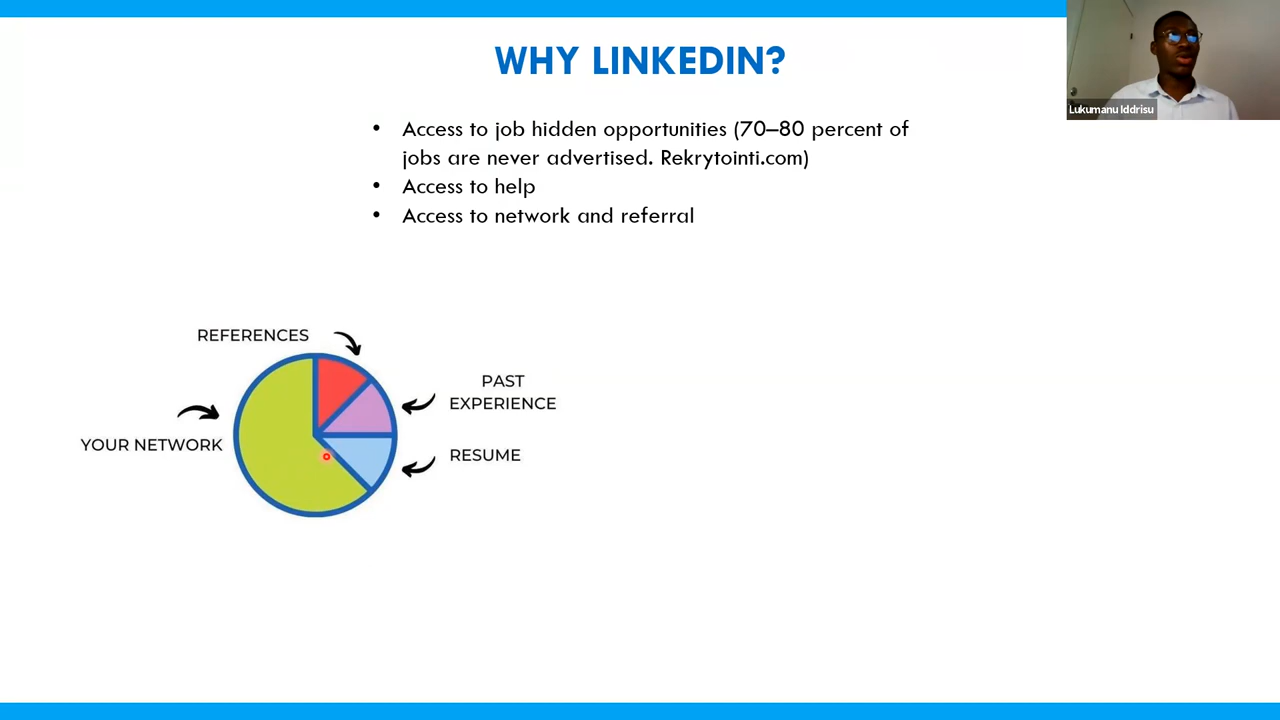 WHY LINKEDIN?
Lukumanu Iddrisu
• Access to job hidden opportunities (70–80 percent of
jobs are never advertised. Rekrytointi.com)
• Access to help
• Access to network and referral
REFERENCES
PAST
EXPERIENCE
YOUR NETWORK
RESUME